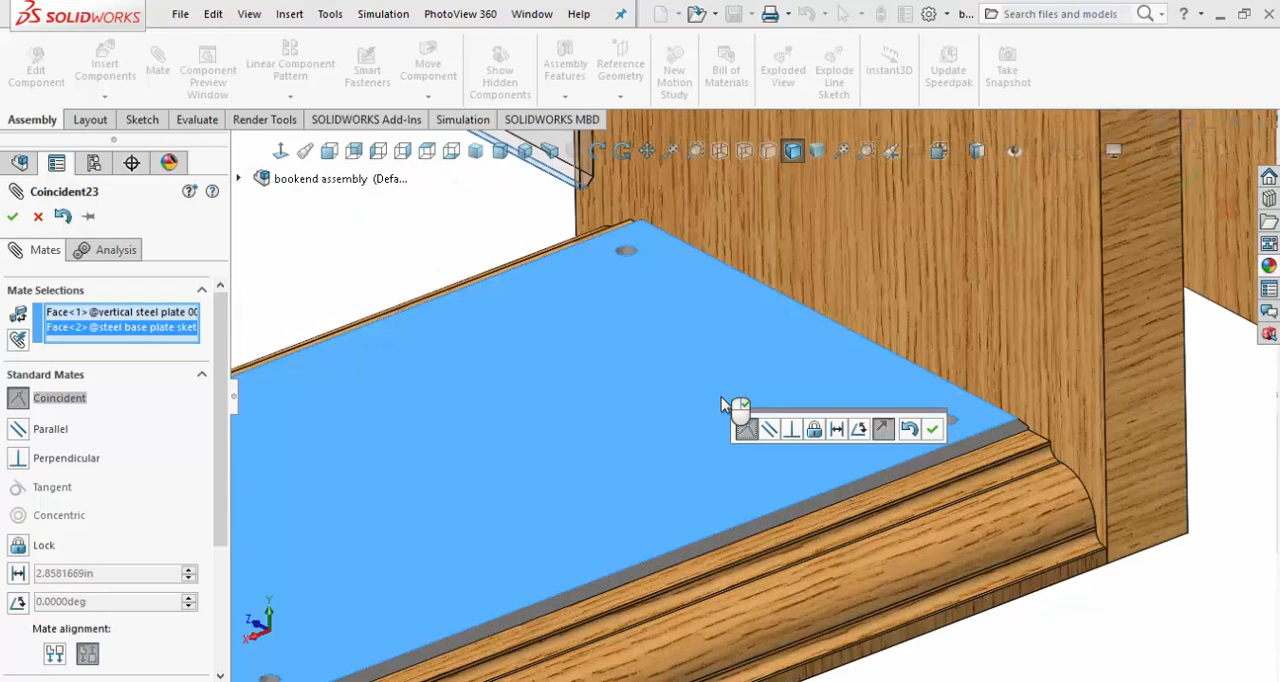 SOLIDWORKS File Edit View Insert Tools Simulation PhotoView 360 Window Help b... Search files and models ?
Edit Component
Insert Components
Mate
Component Preview Window
Linear Component Pattern
Smart Fasteners
Move Component
Show Hidden Components
Assembly Features
Reference Geometry
New Motion Study
Bill of Materials
Exploded View
Explode Line Sketch
Instant3D
Update Speedpak
Take Snapshot
Assembly Layout Sketch Evaluate Render Tools SOLIDWORKS Add-Ins Simulation SOLIDWORKS MBD
bookend assembly (Defa...
Coincident23
Mates Analysis
Mate Selections
Face<1>@vertical steel plate 00
Face<2>@steel base plate sket
Standard Mates
Coincident
Parallel
Perpendicular
Tangent
Concentric
Lock
2.8581669in
0.0000deg
Mate alignment:
Y
Z
X